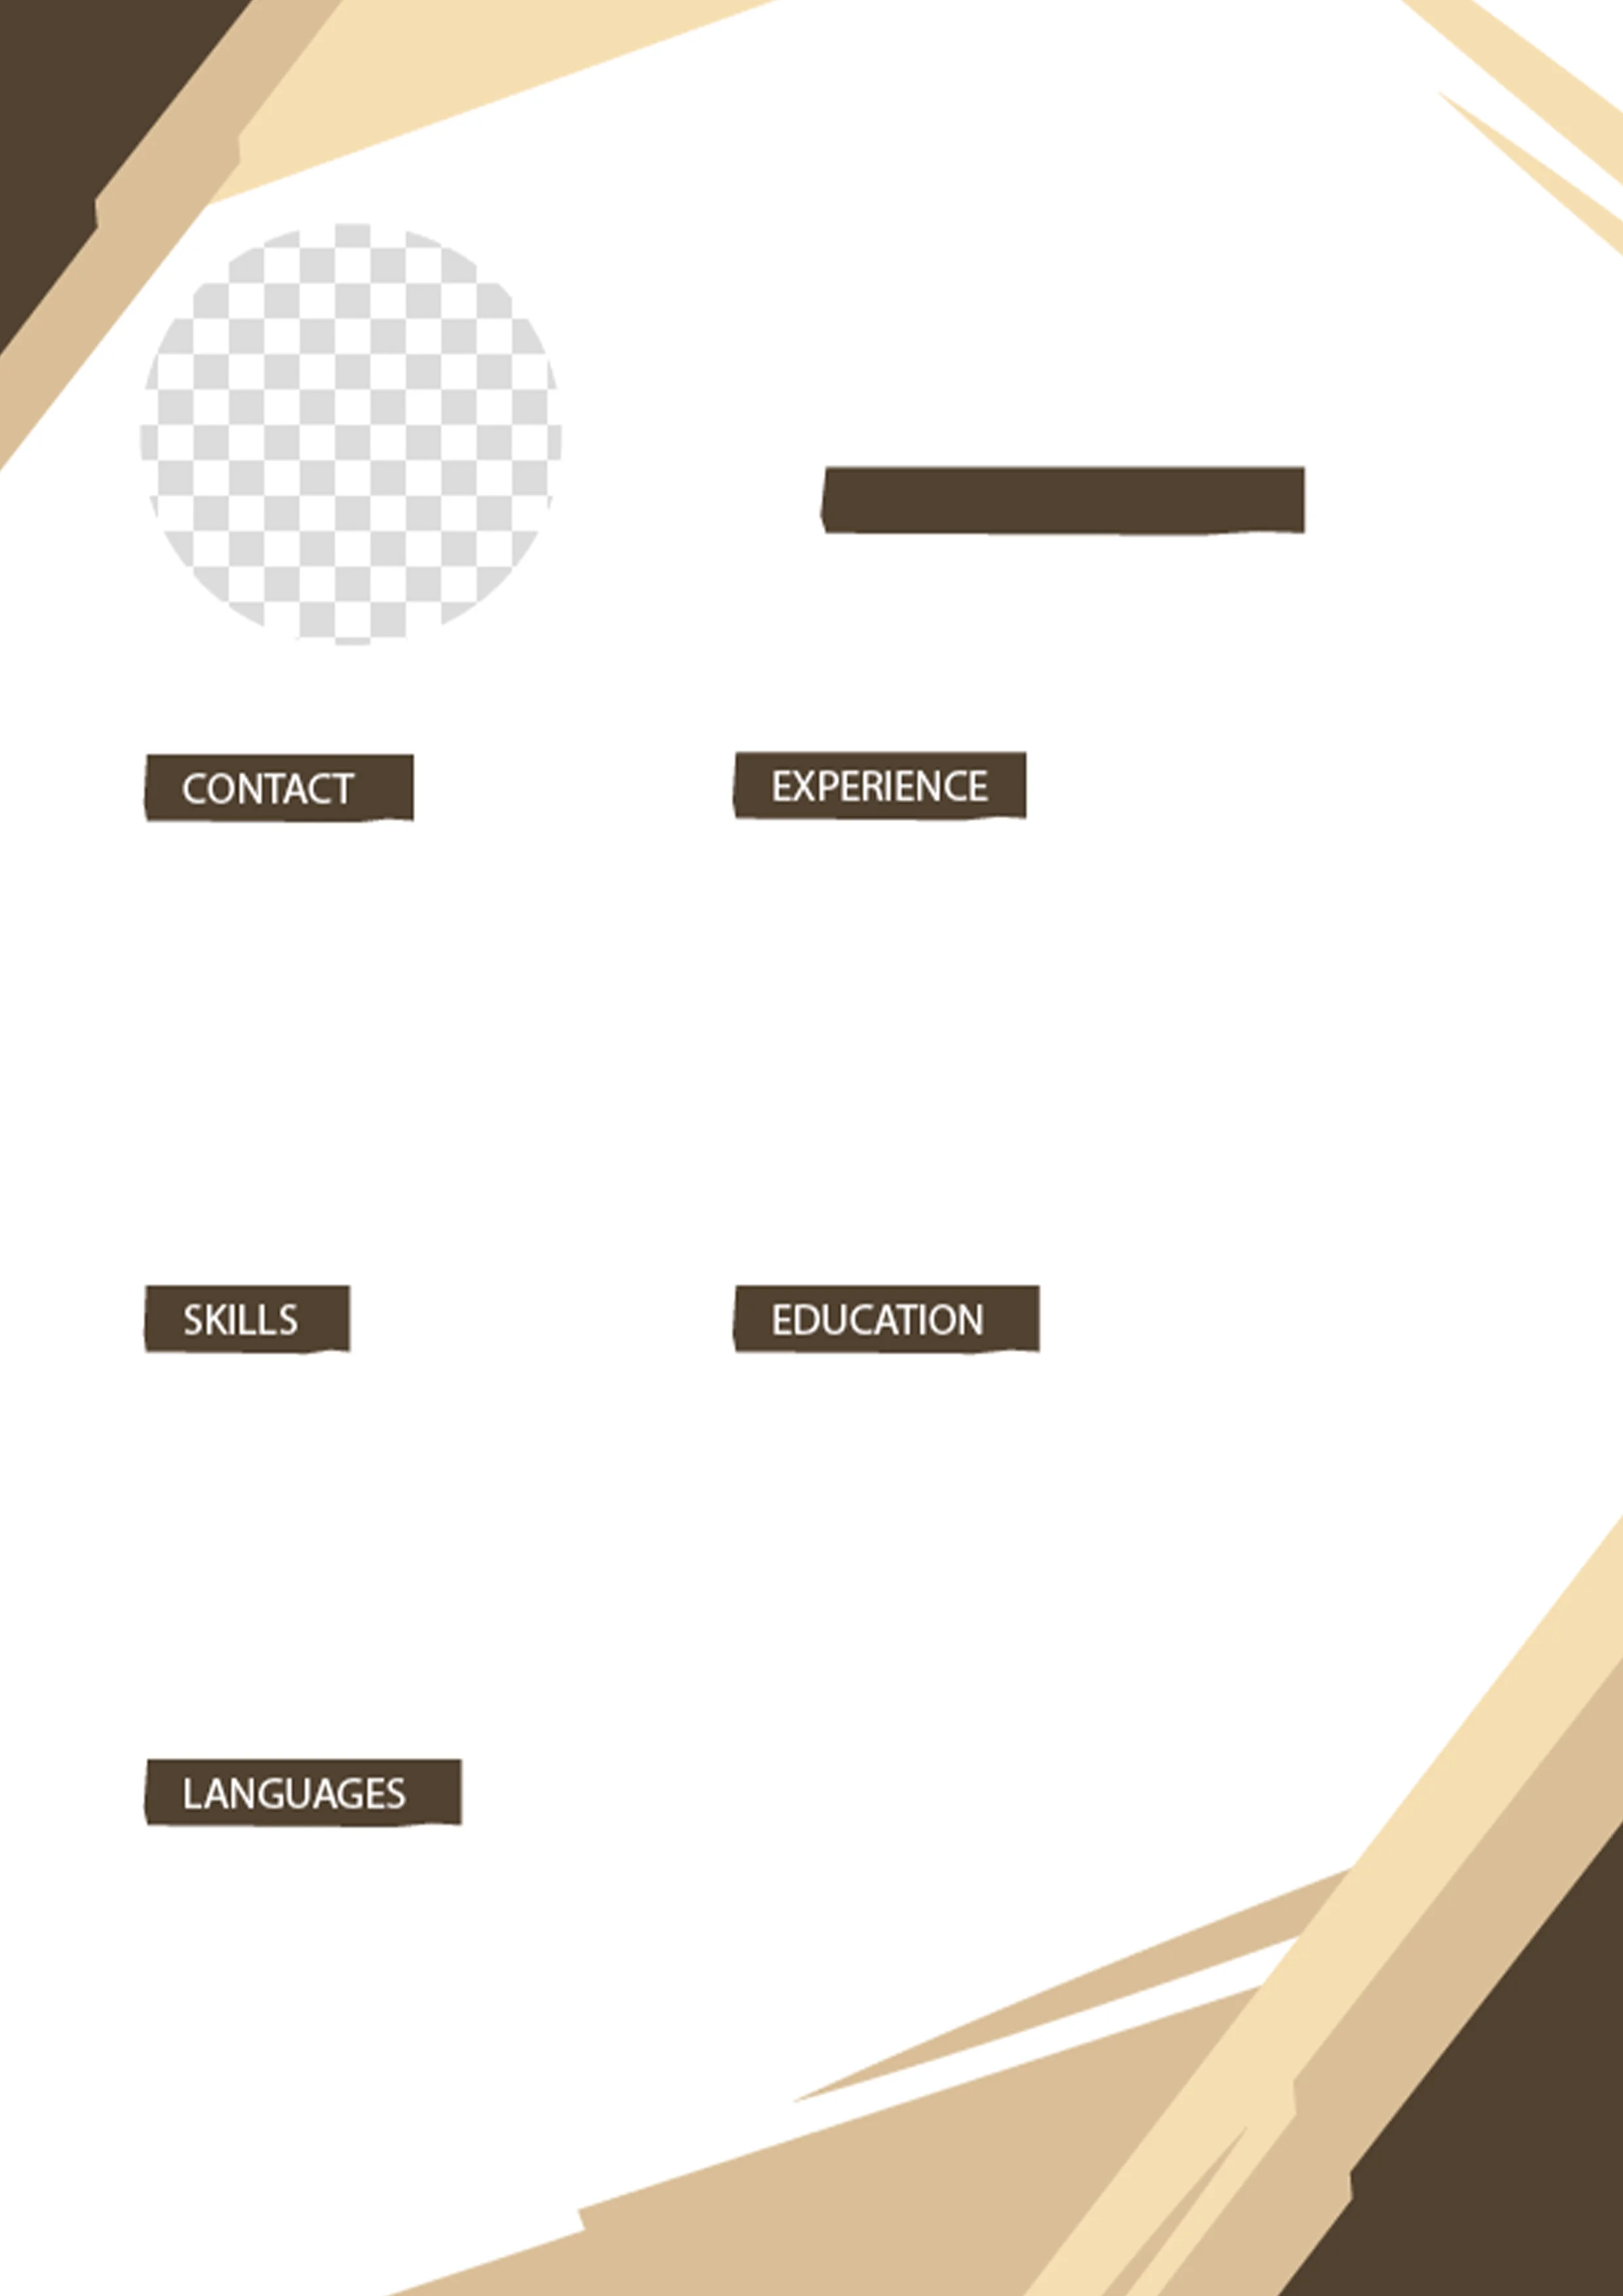 CONTACT
EXPERIENCE
SKILLS
EDUCATION
LANGUAGES